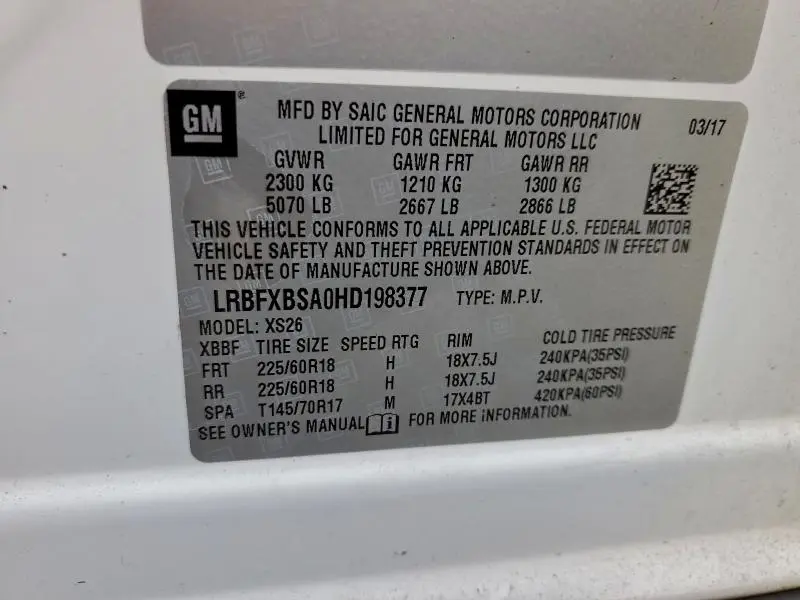 GM ®
MFD BY SAIC GENERAL MOTORS CORPORATION 03/17
LIMITED FOR GENERAL MOTORS LLC
GVWR GAWR FRT GAWR RR
2300 KG 1210 KG 1300 KG
5070 LB 2667 LB 2866 LB
THIS VEHICLE CONFORMS TO ALL APPLICABLE U.S. FEDERAL MOTOR
VEHICLE SAFETY AND THEFT PREVENTION STANDARDS IN EFFECT ON
THE DATE OF MANUFACTURE SHOWN ABOVE.
LRBFXBSA0HD198377 TYPE: M.P.V.
MODEL: XS26
XBBF TIRE SIZE SPEED RTG RIM COLD TIRE PRESSURE
FRT 225/60R18 H 18X7.5J 240KPA(35PSI)
RR 225/60R18 H 18X7.5J 240KPA(35PSI)
SPA T145/70R17 M 17X4BT 420KPA(60PSI)
SEE OWNER'S MANUAL i FOR MORE INFORMATION.